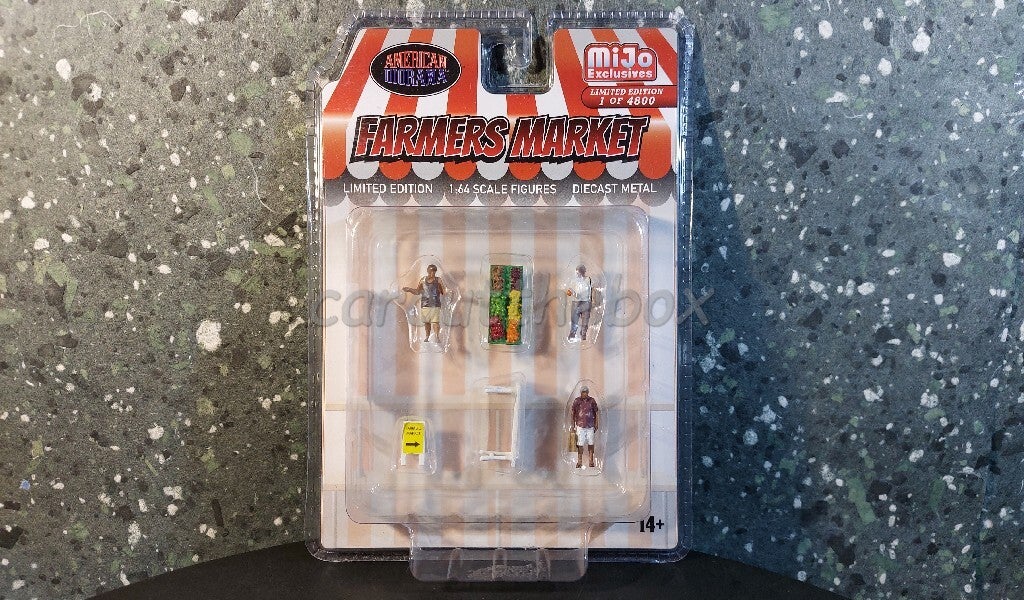 AMERICAN
DIORAMA
MiJo
Exclusives
LIMITED EDITION
1 OF 4800
FARMERS MARKET
LIMITED EDITION 1:64 SCALE FIGURES DIECAST METAL
14+